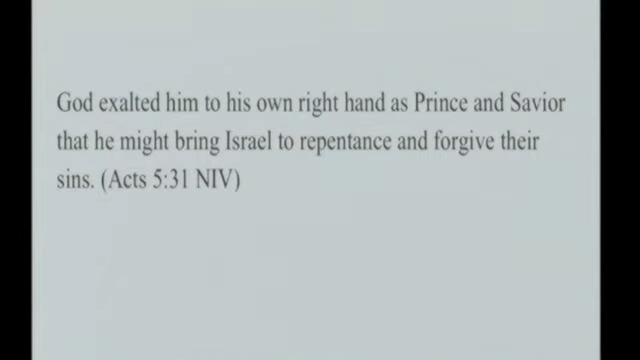 God exalted him to his own right hand as Prince and Savior
that he might bring Israel to repentance and forgive their
sins. (Acts 5:31 NIV)